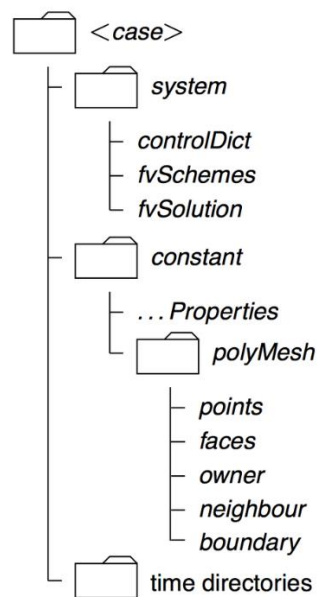 <case>
system
controlDict
fvSchemes
fvSolution
constant
...Properties
polyMesh
points
faces
owner
neighbour
boundary
time directories